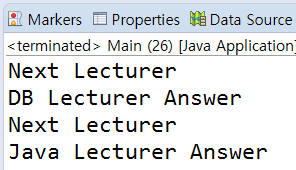 Markers Properties Data Source
<terminated> Main (26) [Java Application]
Next Lecturer
DB Lecturer Answer
Next Lecturer
Java Lecturer Answer